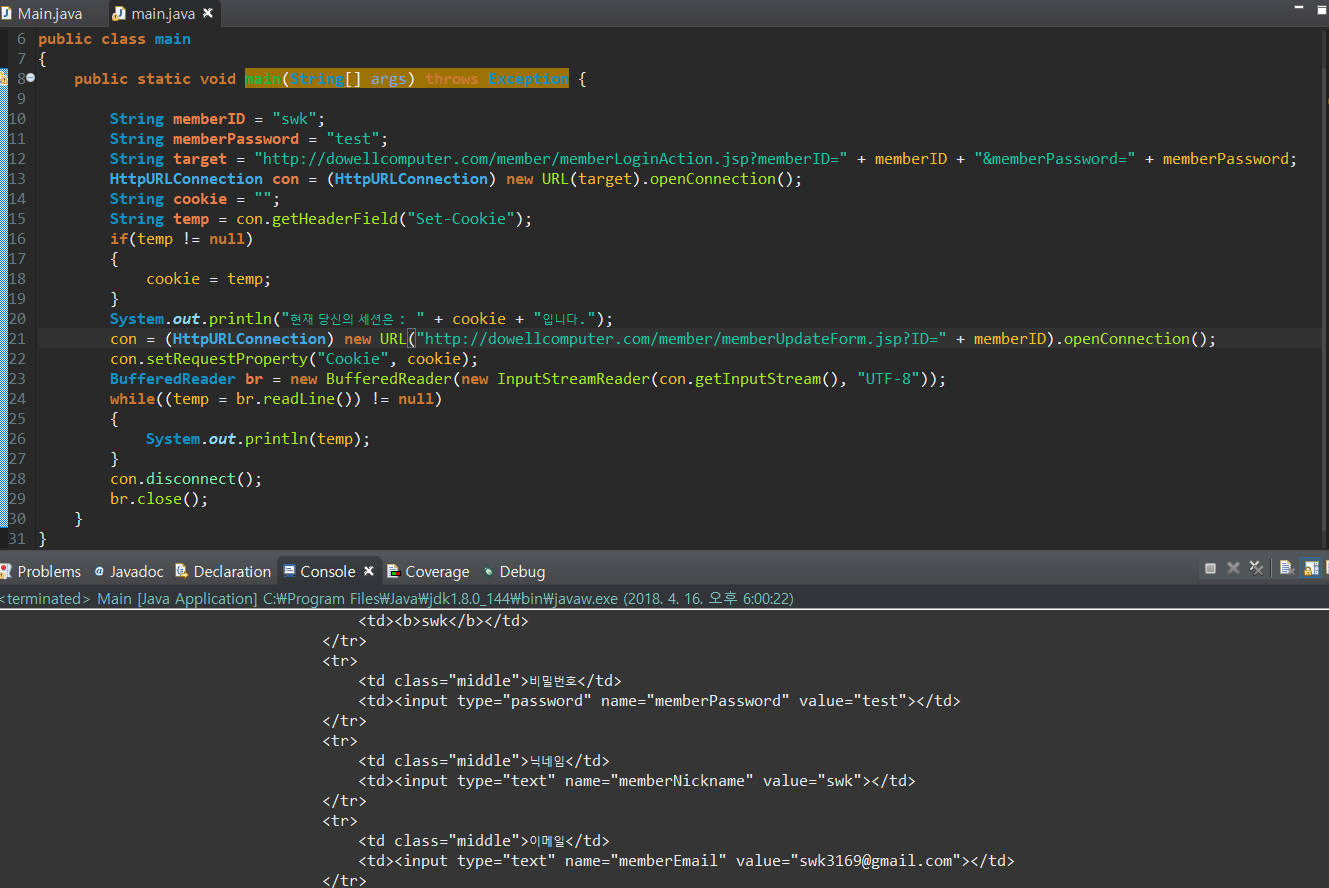 Main.java main.java
6 public class main
7 {
8 public static void main(String[] args) throws Exception {
9
10 String memberID = "swk";
11 String memberPassword = "test";
12 String target = "http://dowellcomputer.com/member/memberLoginAction.jsp?memberID=" + memberID + "&memberPassword=" + memberPassword;
13 HttpURLConnection con = (HttpURLConnection) new URL(target).openConnection();
14 String cookie = "";
15 String temp = con.getHeaderField("Set-Cookie");
16 if(temp != null)
17 {
18 cookie = temp;
19 }
20 System.out.println("현재 당신의 세션은 : " + cookie + "입니다.");
21 con = (HttpURLConnection) new URL("http://dowellcomputer.com/member/memberUpdateForm.jsp?ID=" + memberID).openConnection();
22 con.setRequestProperty("Cookie", cookie);
23 BufferedReader br = new BufferedReader(new InputStreamReader(con.getInputStream(), "UTF-8"));
24 while((temp = br.readLine()) != null)
25 {
26 System.out.println(temp);
27 }
28 con.disconnect();
29 br.close();
30 }
31 }
Problems @ Javadoc Declaration Console Coverage Debug
<terminated> Main [Java Application] C:₩Program Files₩Java₩jdk1.8.0_144₩bin₩javaw.exe (2018. 4. 16. 오후 6:00:22)
<td><b>swk</b></td>
</tr>
<tr>
<td class="middle">비밀번호</td>
<td><input type="password" name="memberPassword" value="test"></td>
</tr>
<tr>
<td class="middle">닉네임</td>
<td><input type="text" name="memberNickname" value="swk"></td>
</tr>
<tr>
<td class="middle">이메일</td>
<td><input type="text" name="memberEmail" value="swk3169@gmail.com"></td>
</tr>